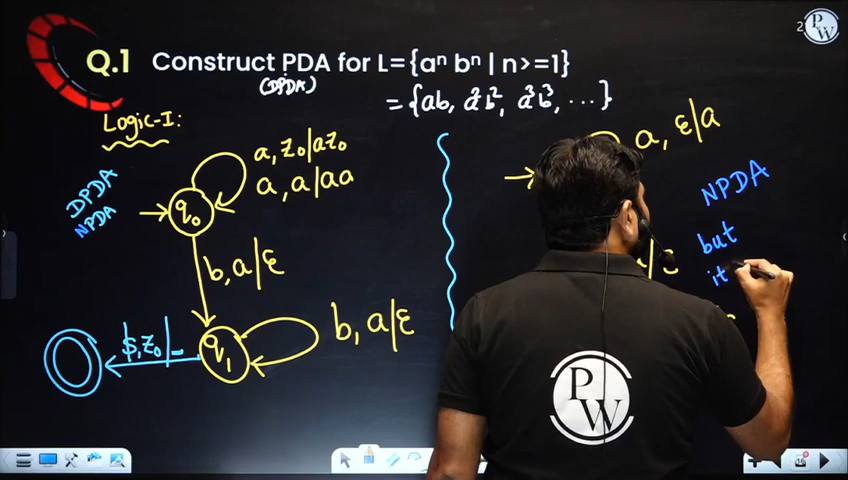 Q.1 Construct PDA for L={aⁿ bⁿ | n>=1}
(DPDA)
= {ab, a²b², a³b³, ...}
Logic-I:
DPDA
NPDA
a, z₀/az₀
a, a/aa
q₀
b, a/ε
q₁
b, a/ε
$, z₀/-
a, ε/a
NPDA
but
it
PW
PW